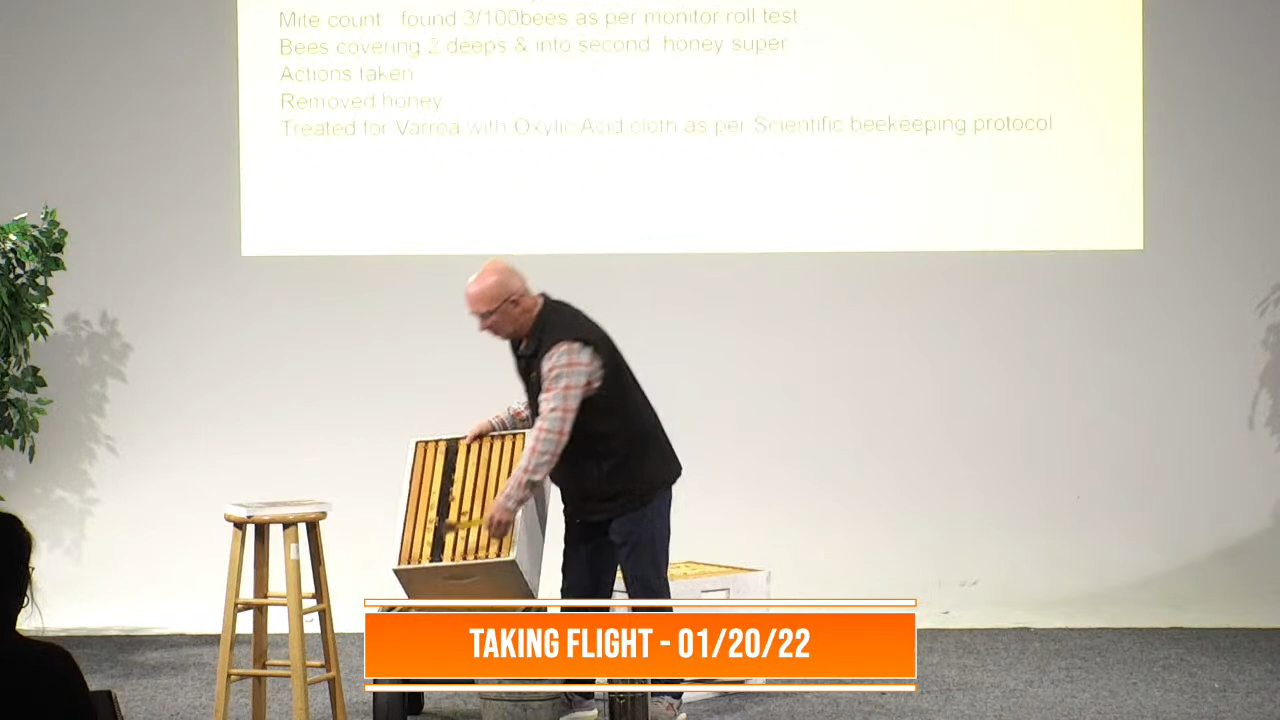 Mite count found 3/100bees as per monitor roll test
Bees covering 2 deeps & into second honey super
Actions taken
Removed honey
Treated for Varroa with Oxylic Acid cloth as per Scientific beekeeping protocol
TAKING FLIGHT - 01/20/22